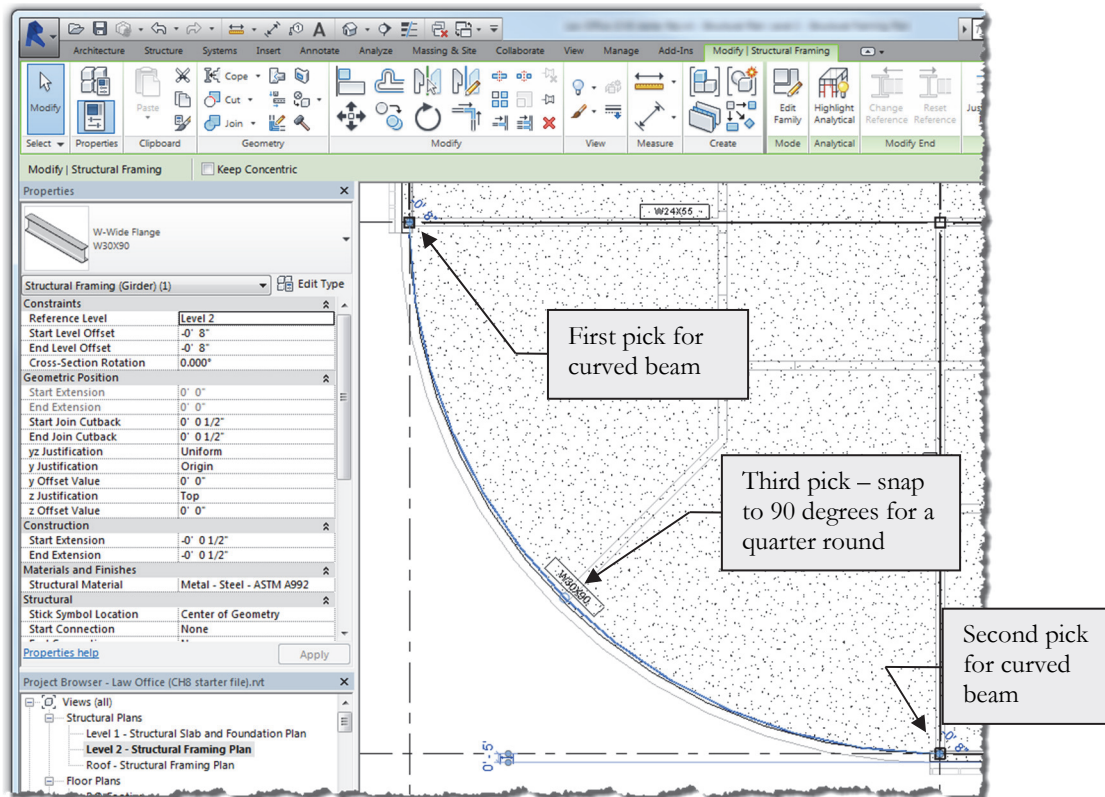 Architecture Structure Systems Insert Annotate Analyze Massing & Site Collaborate View Manage Add-Ins Modify | Structural Framing
Modify
Paste
Cope
Cut
Join
Edit Family
Highlight Analytical
Change Reference
Reset Reference
Select Properties Clipboard Geometry Modify View Measure Create Mode Analytical Modify End
Modify | Structural Framing Keep Concentric
Properties
W-Wide Flange
W30X90
Structural Framing (Girder) (1) Edit Type
Constraints
Reference Level Level 2
Start Level Offset -0' 8"
End Level Offset -0' 8"
Cross-Section Rotation 0.000°
Geometric Position
Start Extension 0' 0"
End Extension 0' 0"
Start Join Cutback 0' 0 1/2"
End Join Cutback 0' 0 1/2"
yz Justification Uniform
y Justification Origin
y Offset Value 0' 0"
z Justification Top
z Offset Value 0' 0"
Construction
Start Extension -0' 0 1/2"
End Extension -0' 0 1/2"
Materials and Finishes
Structural Material Metal - Steel - ASTM A992
Structural
Stick Symbol Location Center of Geometry
Start Connection None
Properties help Apply
Project Browser - Law Office (CH8 starter file).rvt
Views (all)
Structural Plans
Level 1 - Structural Slab and Foundation Plan
Level 2 - Structural Framing Plan
Roof - Structural Framing Plan
Floor Plans
W24X55
First pick for
curved beam
Third pick – snap
to 90 degrees for a
quarter round
W30X90
Second pick
for curved
beam